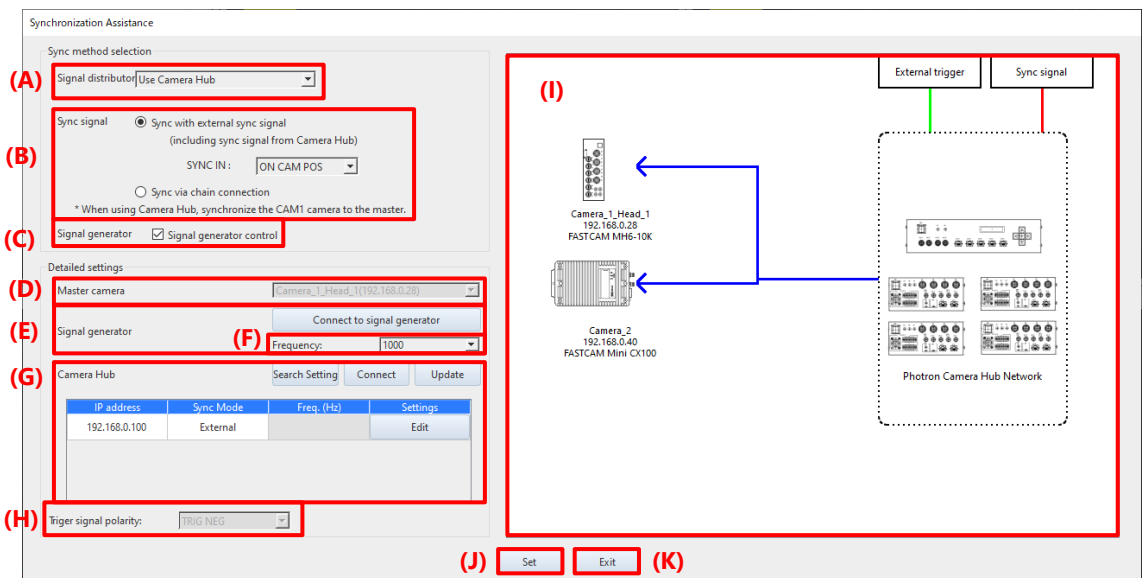 Synchronization Assistance
Sync method selection
(A)
Signal distributor Use Camera Hub
(B)
Sync signal
Sync with external sync signal
(including sync signal from Camera Hub)
SYNC IN : ON CAM POS
Sync via chain connection
* When using Camera Hub, synchronize the CAM1 camera to the master.
(C)
Signal generator Signal generator control
Detailed settings
(D)
Master camera Camera_1_Head_1(192.168.0.28)
(E)
Signal generator
Connect to signal generator
(F)
Frequency: 1000
(G)
Camera Hub Search Setting Connect Update
IP address Sync Mode Freq. (Hz) Settings
192.168.0.100 External Edit
(H)
Triger signal polarity: TRIG NEG
(I)
External trigger Sync signal
Camera_1_Head_1
192.168.0.28
FASTCAM MH6-10K
Camera_2
192.168.0.40
FASTCAM Mini CX100
Photron Camera Hub Network
(J) Set Exit (K)